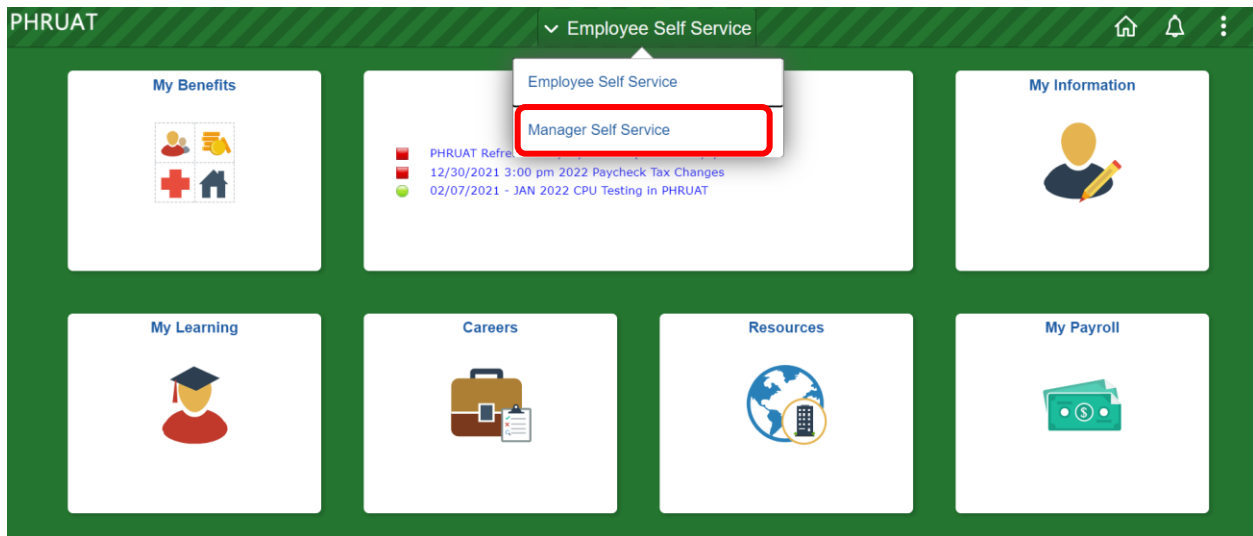 PHRUAT
Employee Self Service
My Benefits
Employee Self Service
Manager Self Service
My Information
PHRUAT
12/30/2021 3:00 pm 2022 Paycheck Tax Changes
02/07/2021 - JAN 2022 CPU Testing in PHRUAT
My Learning
Careers
Resources
My Payroll